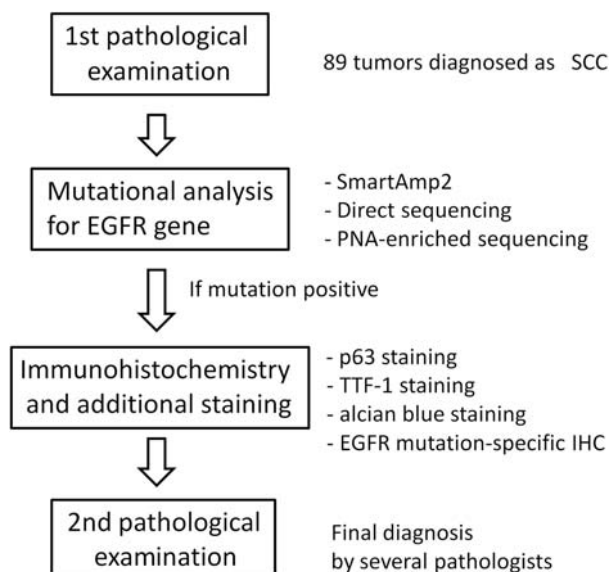 1st pathological
examination
89 tumors diagnosed as SCC
Mutational analysis
for EGFR gene
- SmartAmp2
- Direct sequencing
- PNA-enriched sequencing
If mutation positive
Immunohistochemistry
and additional staining
- p63 staining
- TTF-1 staining
- alcian blue staining
- EGFR mutation-specific IHC
2nd pathological
examination
Final diagnosis
by several pathologists